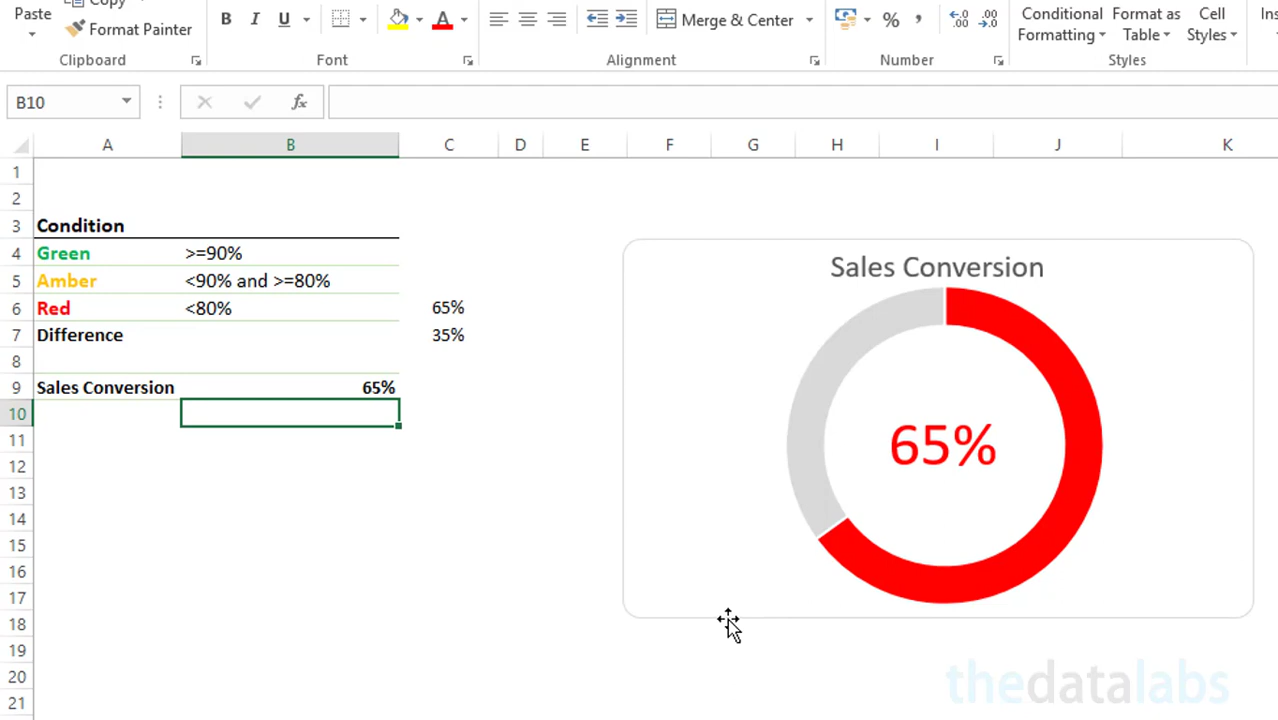 Paste
Copy
Format Painter
B I U A
Merge & Center
% ,
Conditional Formatting
Format as Table
Cell Styles
Clipboard
Font
Alignment
Number
Styles
B10
fx
A B C D E F G H I J K
1
2
3 Condition
4 Green >=90%
5 Amber <90% and >=80%
6 Red <80% 65%
7 Difference 35%
8
9 Sales Conversion 65%
10
11
12
13
14
15
16
17
18
19
20
21
Sales Conversion
65%
thedatalabs